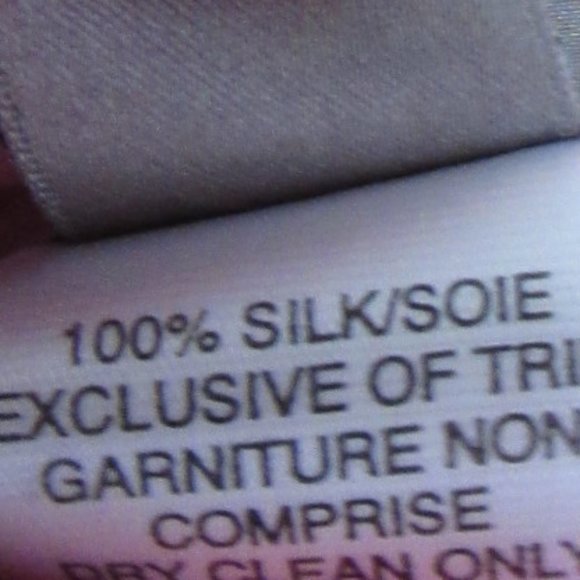 100% SILK/SOIE
EXCLUSIVE OF TRI
GARNITURE NON
COMPRISE
DRY CLEAN ONLY